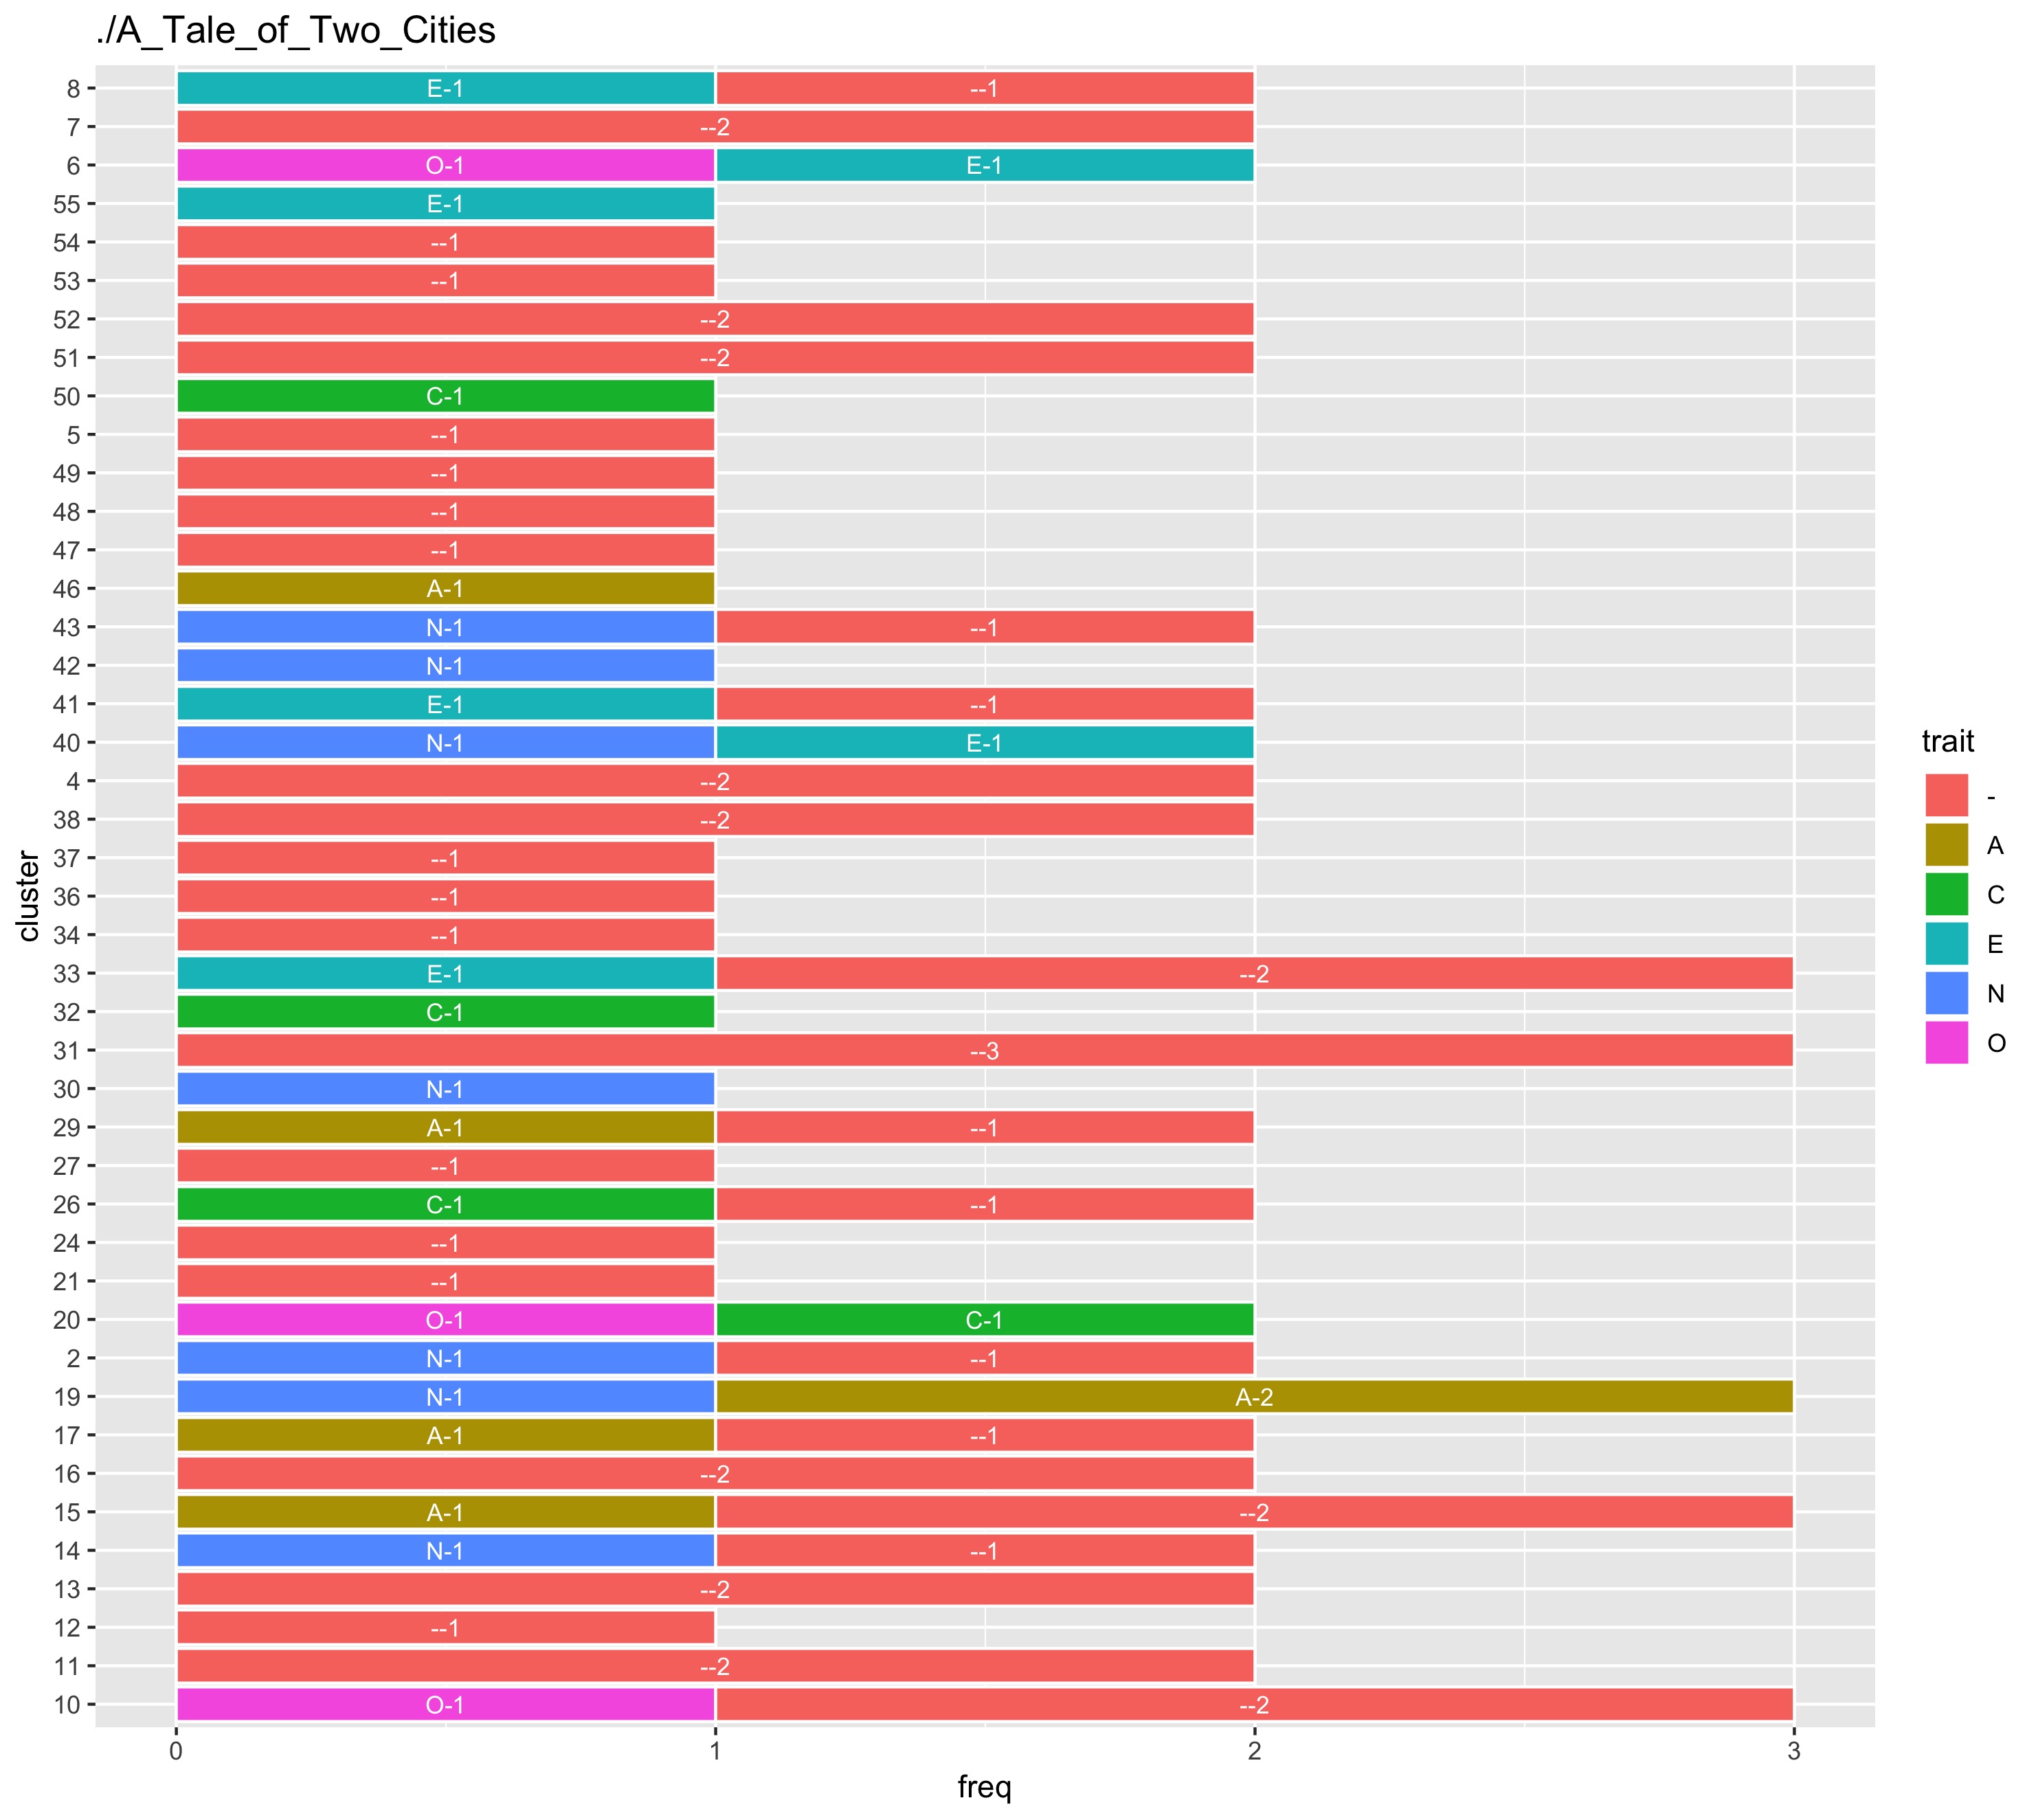 ./A_Tale_of_Two_Cities
8 E-1 --1
7 --2
6 O-1 E-1
55 E-1
54 --1
53 --1
52 --2
51 --2
50 C-1
5 --1
49 --1
48 --1
47 --1
46 A-1
43 N-1 --1
42 N-1
41 E-1 --1
40 N-1 E-1
4 --2
38 --2
37 --1
36 --1
34 --1
33 E-1 --2
32 C-1
31 --3
30 N-1
29 A-1 --1
27 --1
26 C-1 --1
24 --1
21 --1
20 O-1 C-1
2 N-1 --1
19 N-1 A-2
17 A-1 --1
16 --2
15 A-1 --2
14 N-1 --1
13 --2
12 --1
11 --2
10 O-1 --2
0 1 2 3
freq
cluster
trait
-
A
C
E
N
O